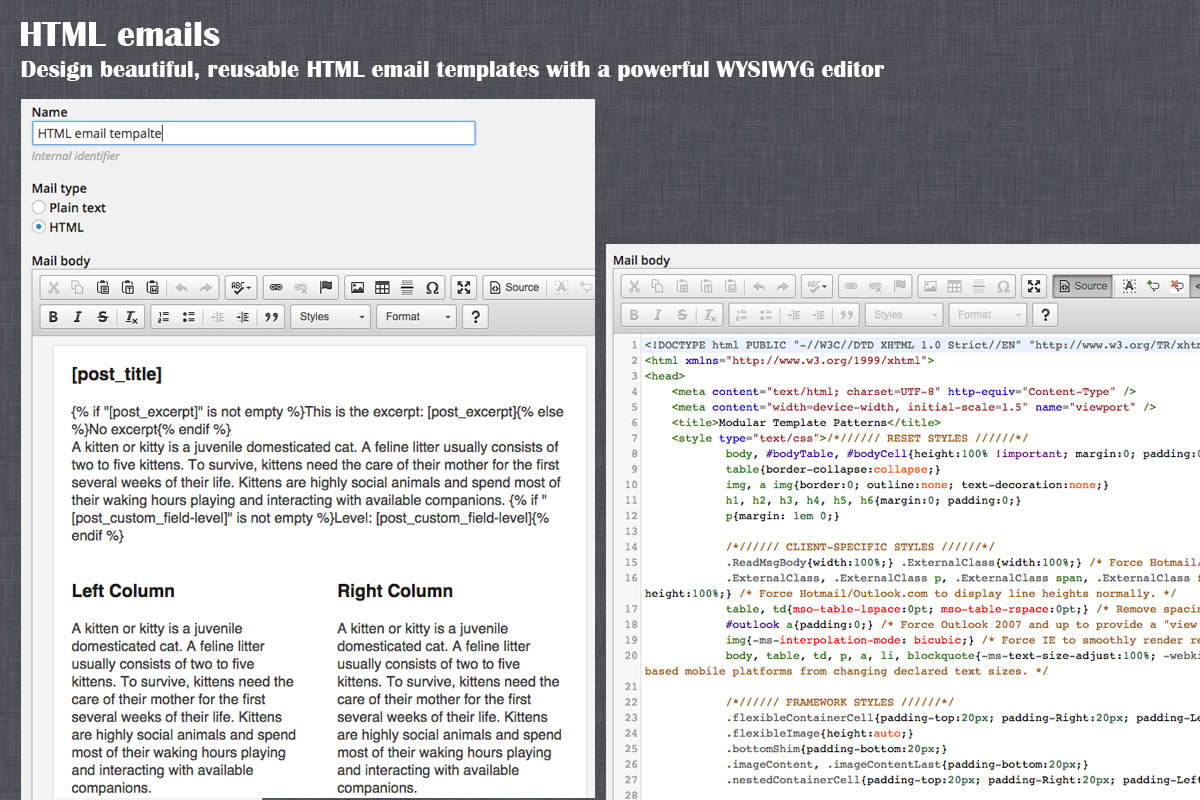 HTML emails
Design beautiful, reusable HTML email templates with a powerful WYSIWYG editor
Name
HTML email tempalte
Internal identifier
Mail type
Plain text
HTML
Mail body
ABC
Source
A
B I S Tx
Styles
Format
?
[post_title]
{% if "[post_excerpt]" is not empty %}This is the excerpt: [post_excerpt]{% else
%}No excerpt{% endif %}
A kitten or kitty is a juvenile domesticated cat. A feline litter usually consists of
two to five kittens. To survive, kittens need the care of their mother for the first
several weeks of their life. Kittens are highly social animals and spend most of
their waking hours playing and interacting with available companions. {% if "
[post_custom_field-level]" is not empty %}Level: [post_custom_field-level]{%
endif %}
Left Column
A kitten or kitty is a juvenile
domesticated cat. A feline litter
usually consists of two to five
kittens. To survive, kittens need the
care of their mother for the first
several weeks of their life. Kittens
are highly social animals and spend
most of their waking hours playing
and interacting with available
companions.
Right Column
A kitten or kitty is a juvenile
domesticated cat. A feline litter
usually consists of two to five
kittens. To survive, kittens need the
care of their mother for the first
several weeks of their life. Kittens
are highly social animals and spend
most of their waking hours playing
and interacting with available
companions.
Mail body
ABC
Source
A
B I S Tx
Styles
Format
?
1 <!DOCTYPE html PUBLIC "-//W3C//DTD XHTML 1.0 Strict//EN" "http://www.w3.org/TR/xhtm
2 <html xmlns="http://www.w3.org/1999/xhtml">
3 <head>
4 <meta content="text/html; charset=UTF-8" http-equiv="Content-Type" />
5 <meta content="width=device-width, initial-scale=1.5" name="viewport" />
6 <title>Modular Template Patterns</title>
7 <style type="text/css">/*////// RESET STYLES //////*/
8 body, #bodyTable, #bodyCell{height:100% !important; margin:0; padding:0
9 table{border-collapse:collapse;}
10 img, a img{border:0; outline:none; text-decoration:none;}
11 h1, h2, h3, h4, h5, h6{margin:0; padding:0;}
12 p{margin: 1em 0;}
13
14 /*////// CLIENT-SPECIFIC STYLES //////*/
15 .ReadMsgBody{width:100%;} .ExternalClass{width:100%;} /* Force Hotmail/
16 .ExternalClass, .ExternalClass p, .ExternalClass span, .ExternalClass f
height:100%;} /* Force Hotmail/Outlook.com to display line heights normally. */
17 table, td{mso-table-lspace:0pt; mso-table-rspace:0pt;} /* Remove spacin
18 #outlook a{padding:0;} /* Force Outlook 2007 and up to provide a "view
19 img{-ms-interpolation-mode: bicubic;} /* Force IE to smoothly render re
20 body, table, td, p, a, li, blockquote{-ms-text-size-adjust:100%; -webki
based mobile platforms from changing declared text sizes. */
21
22 /*////// FRAMEWORK STYLES //////*/
23 .flexibleContainerCell{padding-top:20px; padding-Right:20px; padding-Le
24 .flexibleImage{height:auto;}
25 .bottomShim{padding-bottom:20px;}
26 .imageContent, .imageContentLast{padding-bottom:20px;}
27 .nestedContainerCell{padding-top:20px; padding-Right:20px; padding-Left
28